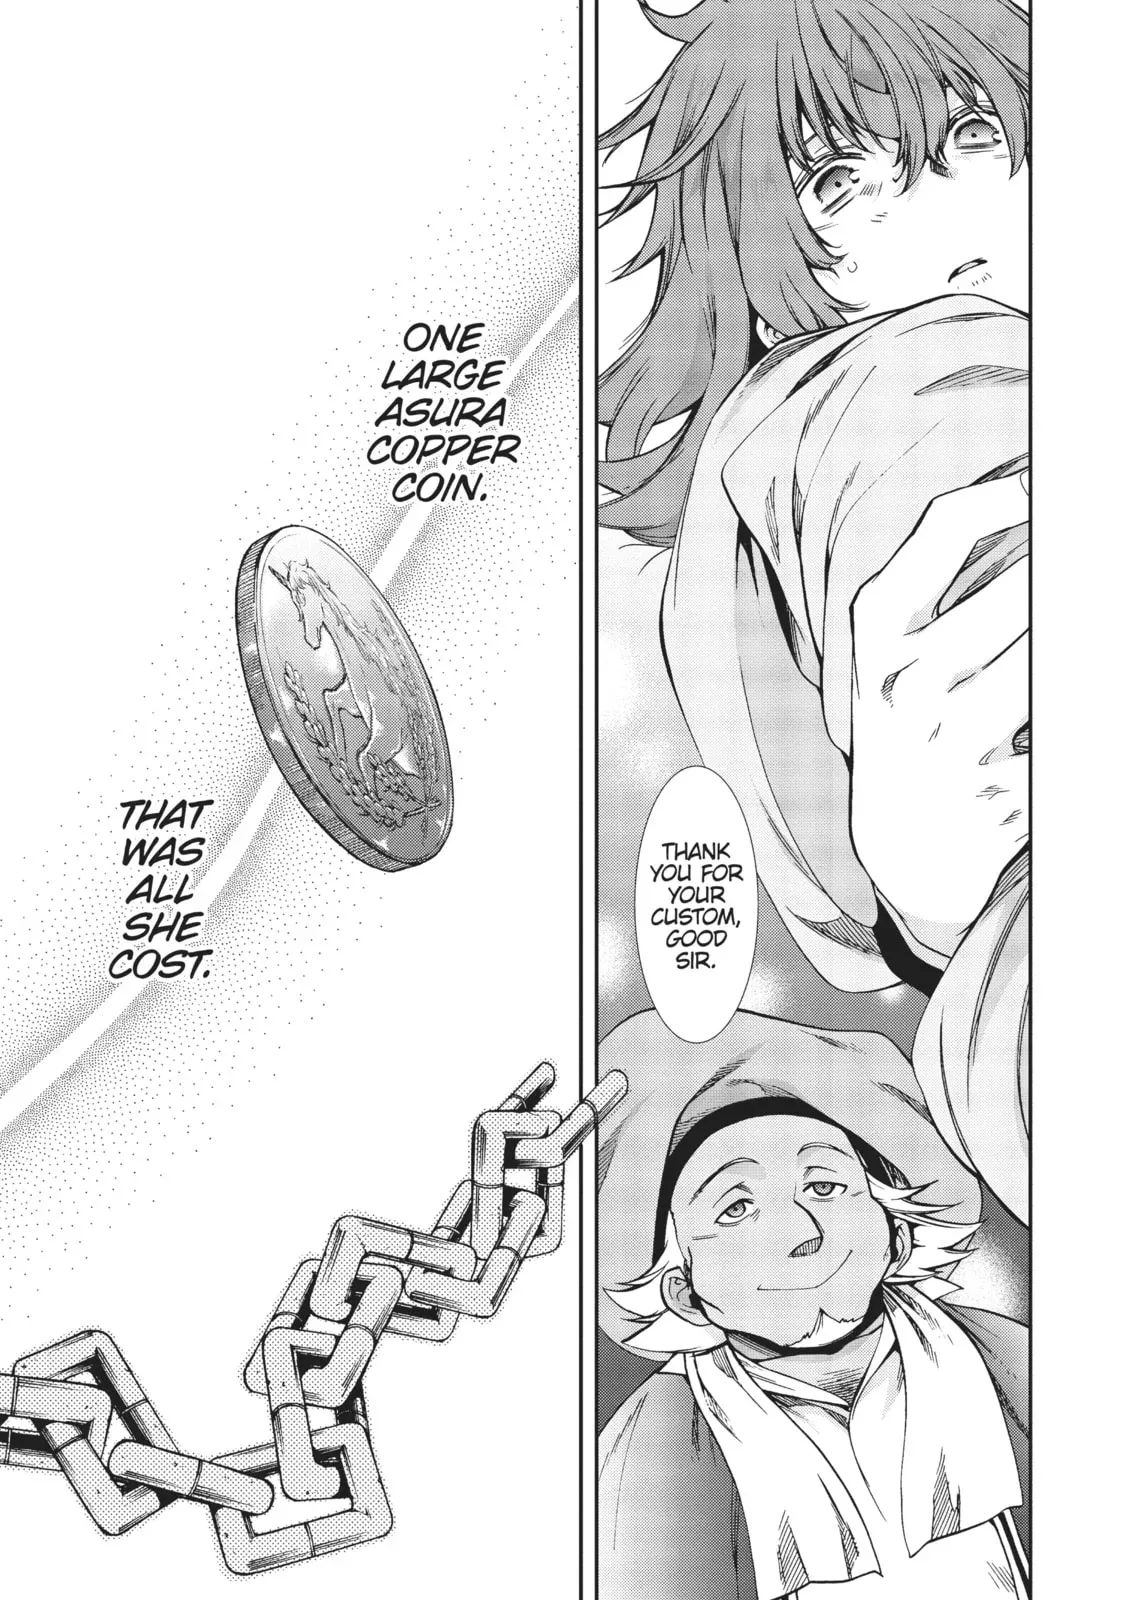 THANK
YOU FOR
YOUR
CUSTOM,
GOOD
SIR.
ONE
LARGE
ASURA
COPPER
COIN.
THAT
WAS
ALL
SHE
COST.